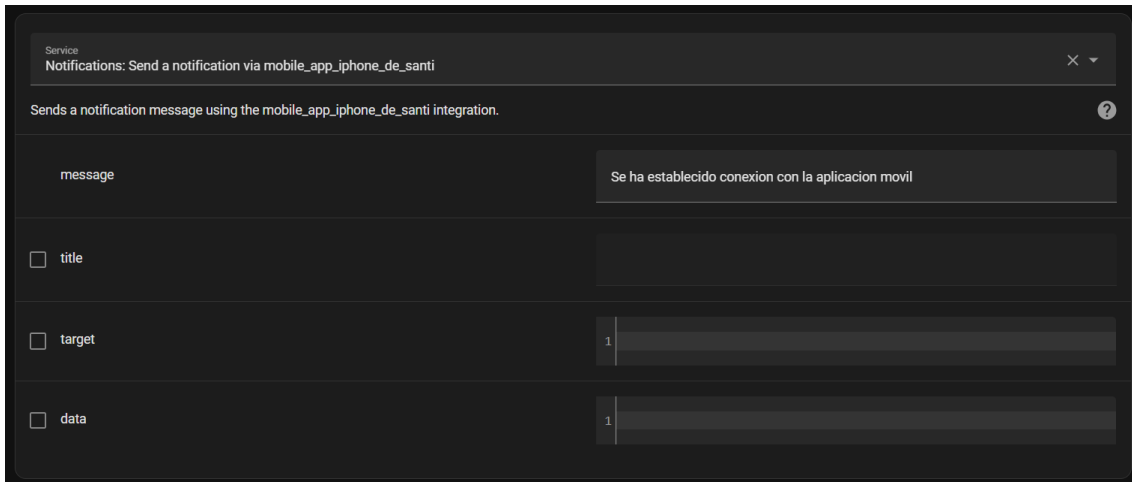 Service
Notifications: Send a notification via mobile_app_iphone_de_santi
Sends a notification message using the mobile_app_iphone_de_santi integration.
message
Se ha establecido conexion con la aplicacion movil
title
target
1
data
1